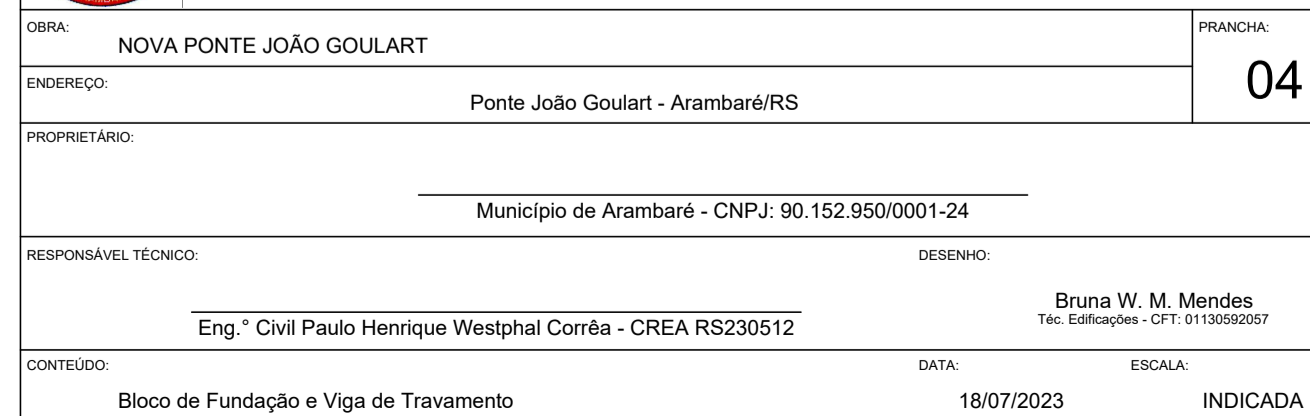 OBRA:
NOVA PONTE JOÃO GOULART
PRANCHA:
04
ENDEREÇO:
Ponte João Goulart - Arambaré/RS
PROPRIETÁRIO:
Município de Arambaré - CNPJ: 90.152.950/0001-24
RESPONSÁVEL TÉCNICO:
Eng.° Civil Paulo Henrique Westphal Corrêa - CREA RS230512
DESENHO:
Bruna W. M. Mendes
Téc. Edificações - CFT: 01130592057
CONTEÚDO:
Bloco de Fundação e Viga de Travamento
DATA:
18/07/2023
ESCALA:
INDICADA